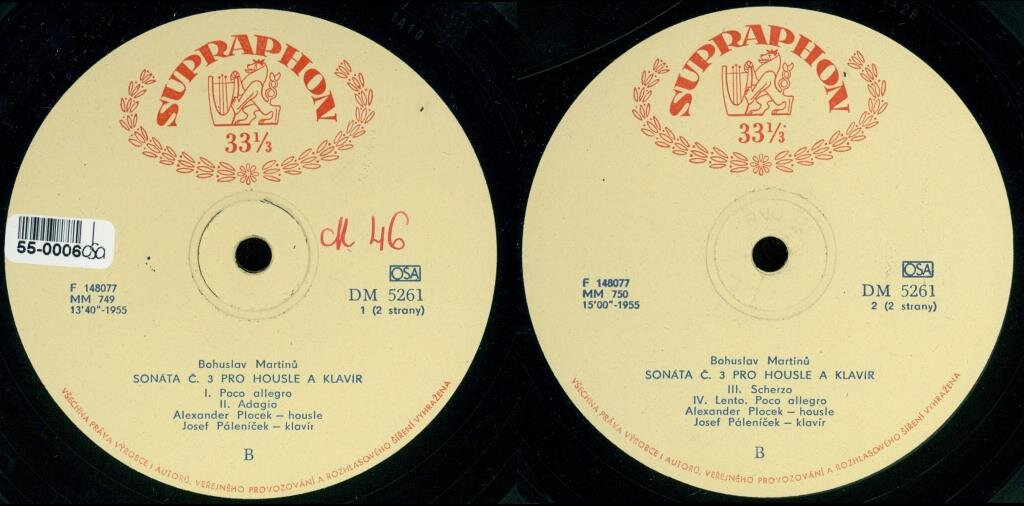 1A1B
SUPRAPHON
33⅓
55-0006
OSA
M 46
F 148077
MM 749
13'40"-1955
OSA
DM 5261
1 (2 strany)
Bohuslav Martinů
SONÁTA Č. 3 PRO HOUSLE A KLAVÍR
I. Poco allegro
II. Adagio
Alexander Plocek – housle
Josef Páleníček – klavír
B
VŠECHNA PRÁVA VÝROBCE I AUTORŮ, VEŘEJNÉHO PROVOZOVÁNÍ A ROZHLASOVÉHO ŠÍŘENÍ VYHRAŽENA
SUPRAPHON
33⅓
F 148077
MM 750
15'00"-1955
OSA
DM 5261
2 (2 strany)
Bohuslav Martinů
SONÁTA Č. 3 PRO HOUSLE A KLAVÍR
III. Scherzo
IV. Lento. Poco allegro
Alexander Plocek – housle
Josef Páleníček – klavír
B
VŠECHNA PRÁVA VÝROBCE I AUTORŮ, VEŘEJNÉHO PROVOZOVÁNÍ A ROZHLASOVÉHO ŠÍŘENÍ VYHRAŽENA